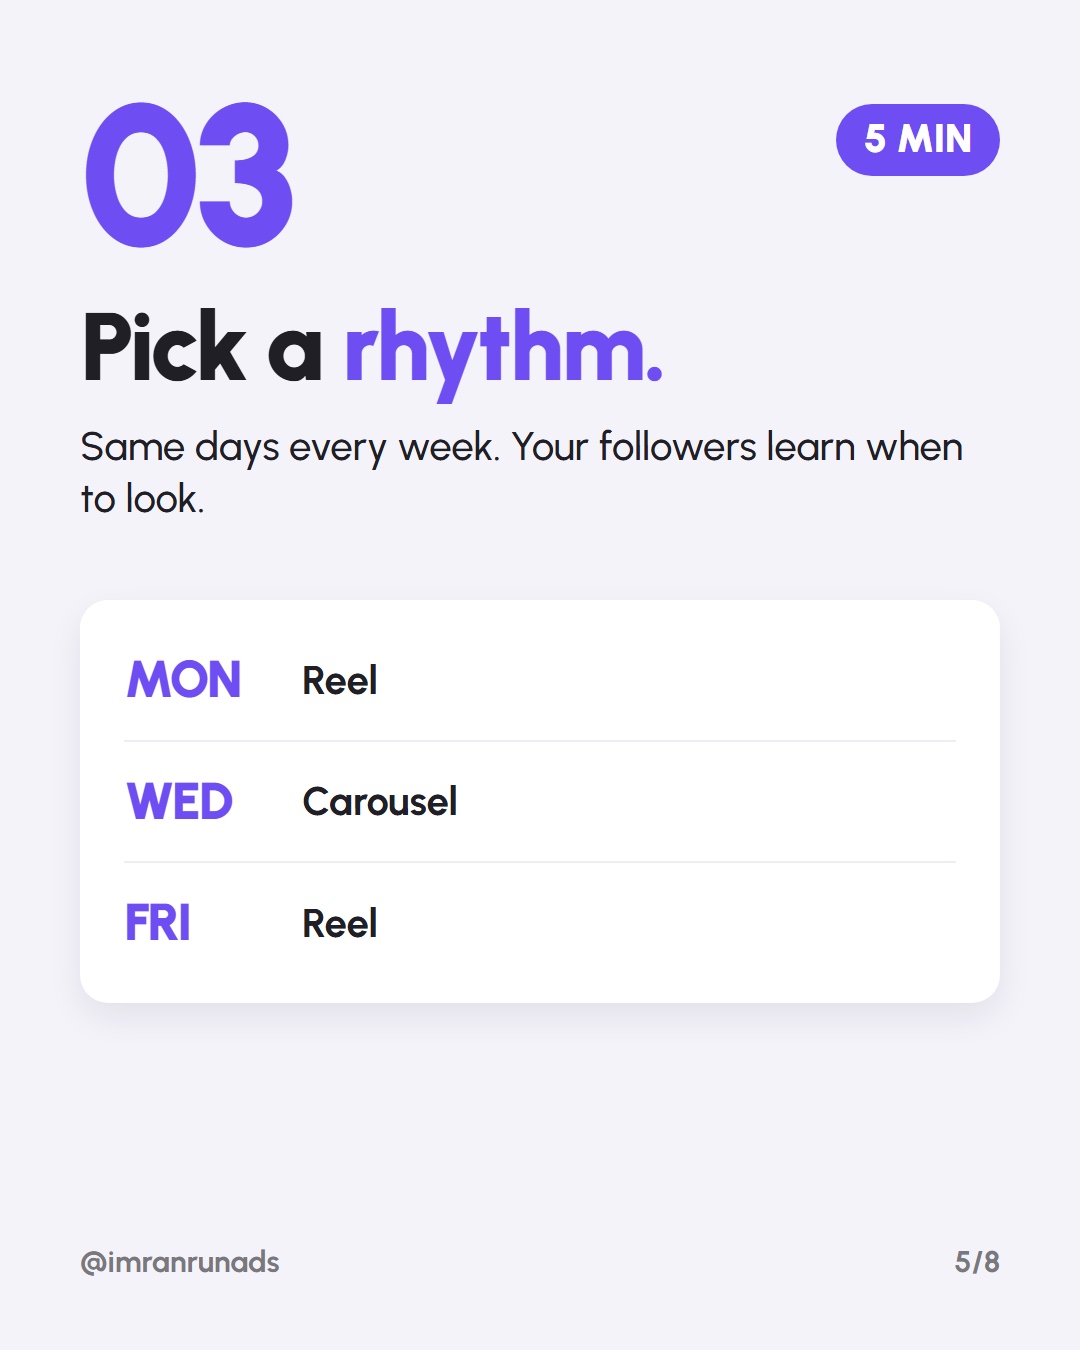 03
5 MIN
Pick a rhythm.
Same days every week. Your followers learn when
to look.
MON Reel
WED Carousel
FRI Reel
@imranrunads
5/8